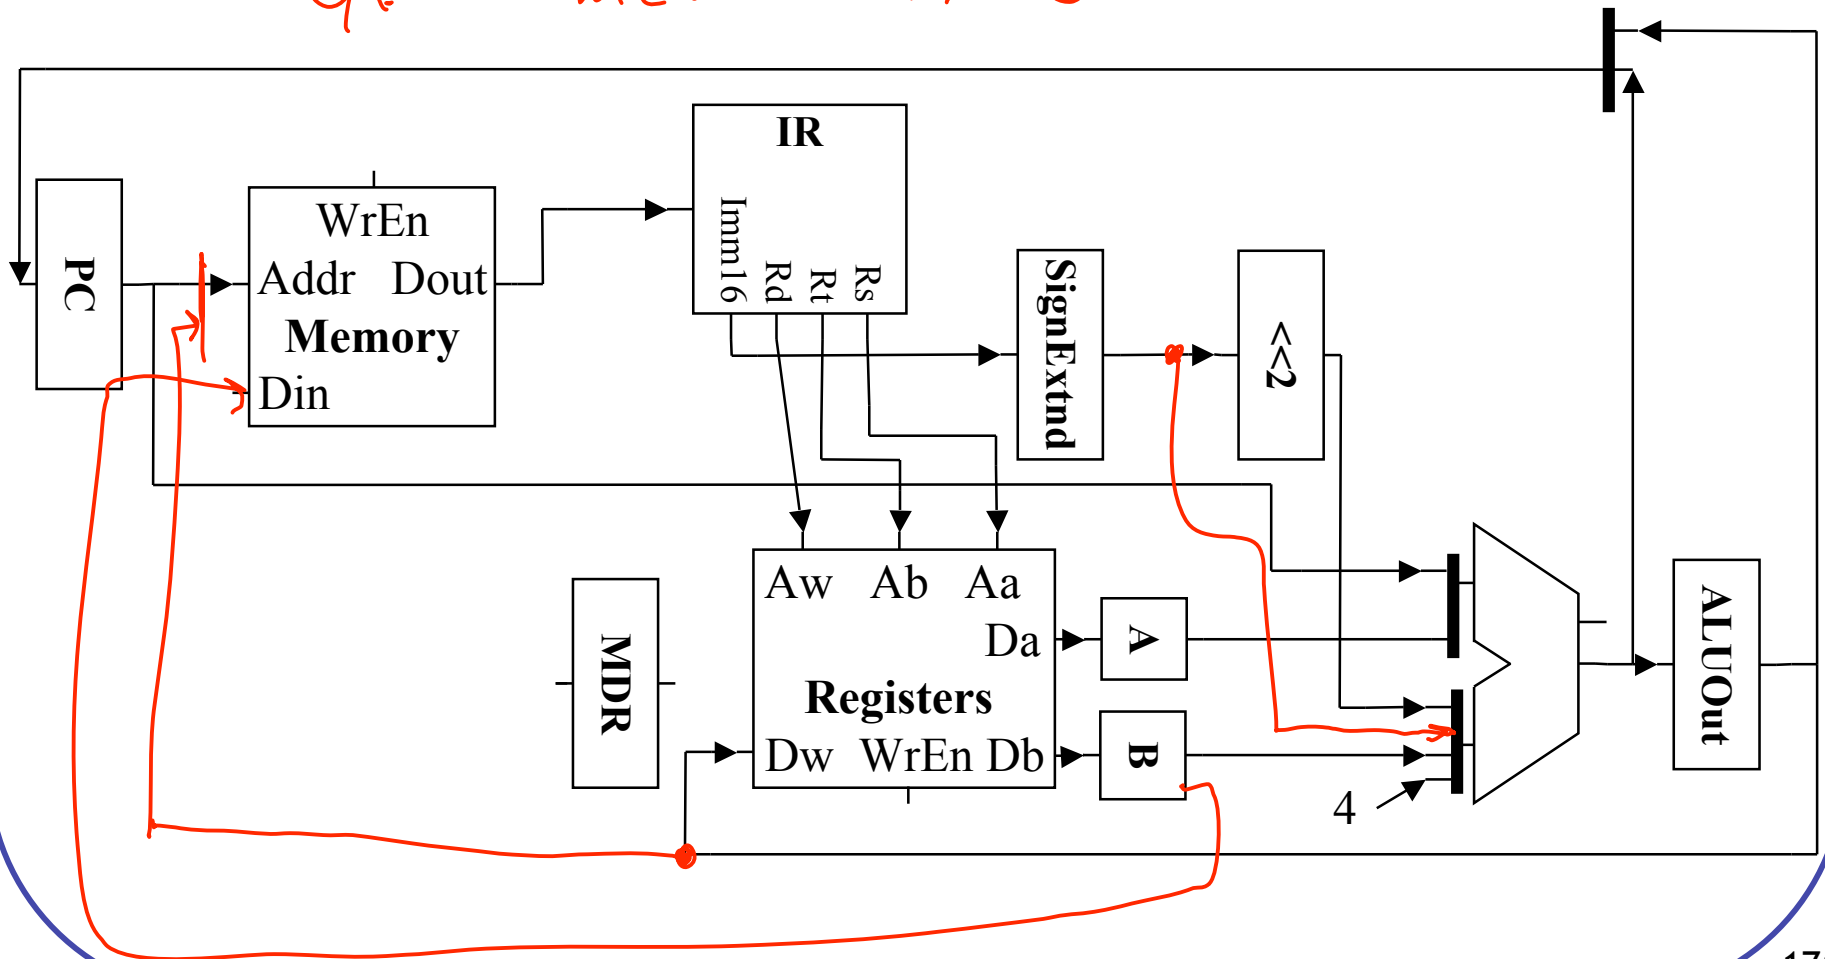 IR
Imm16
Rd
Rt
Rs
PC
WrEn
Addr Dout
Memory
Din
SignExtnd
<<2
Aw Ab Aa
Da
Registers
Dw WrEn Db
MDR
A
B
4
ALUOut